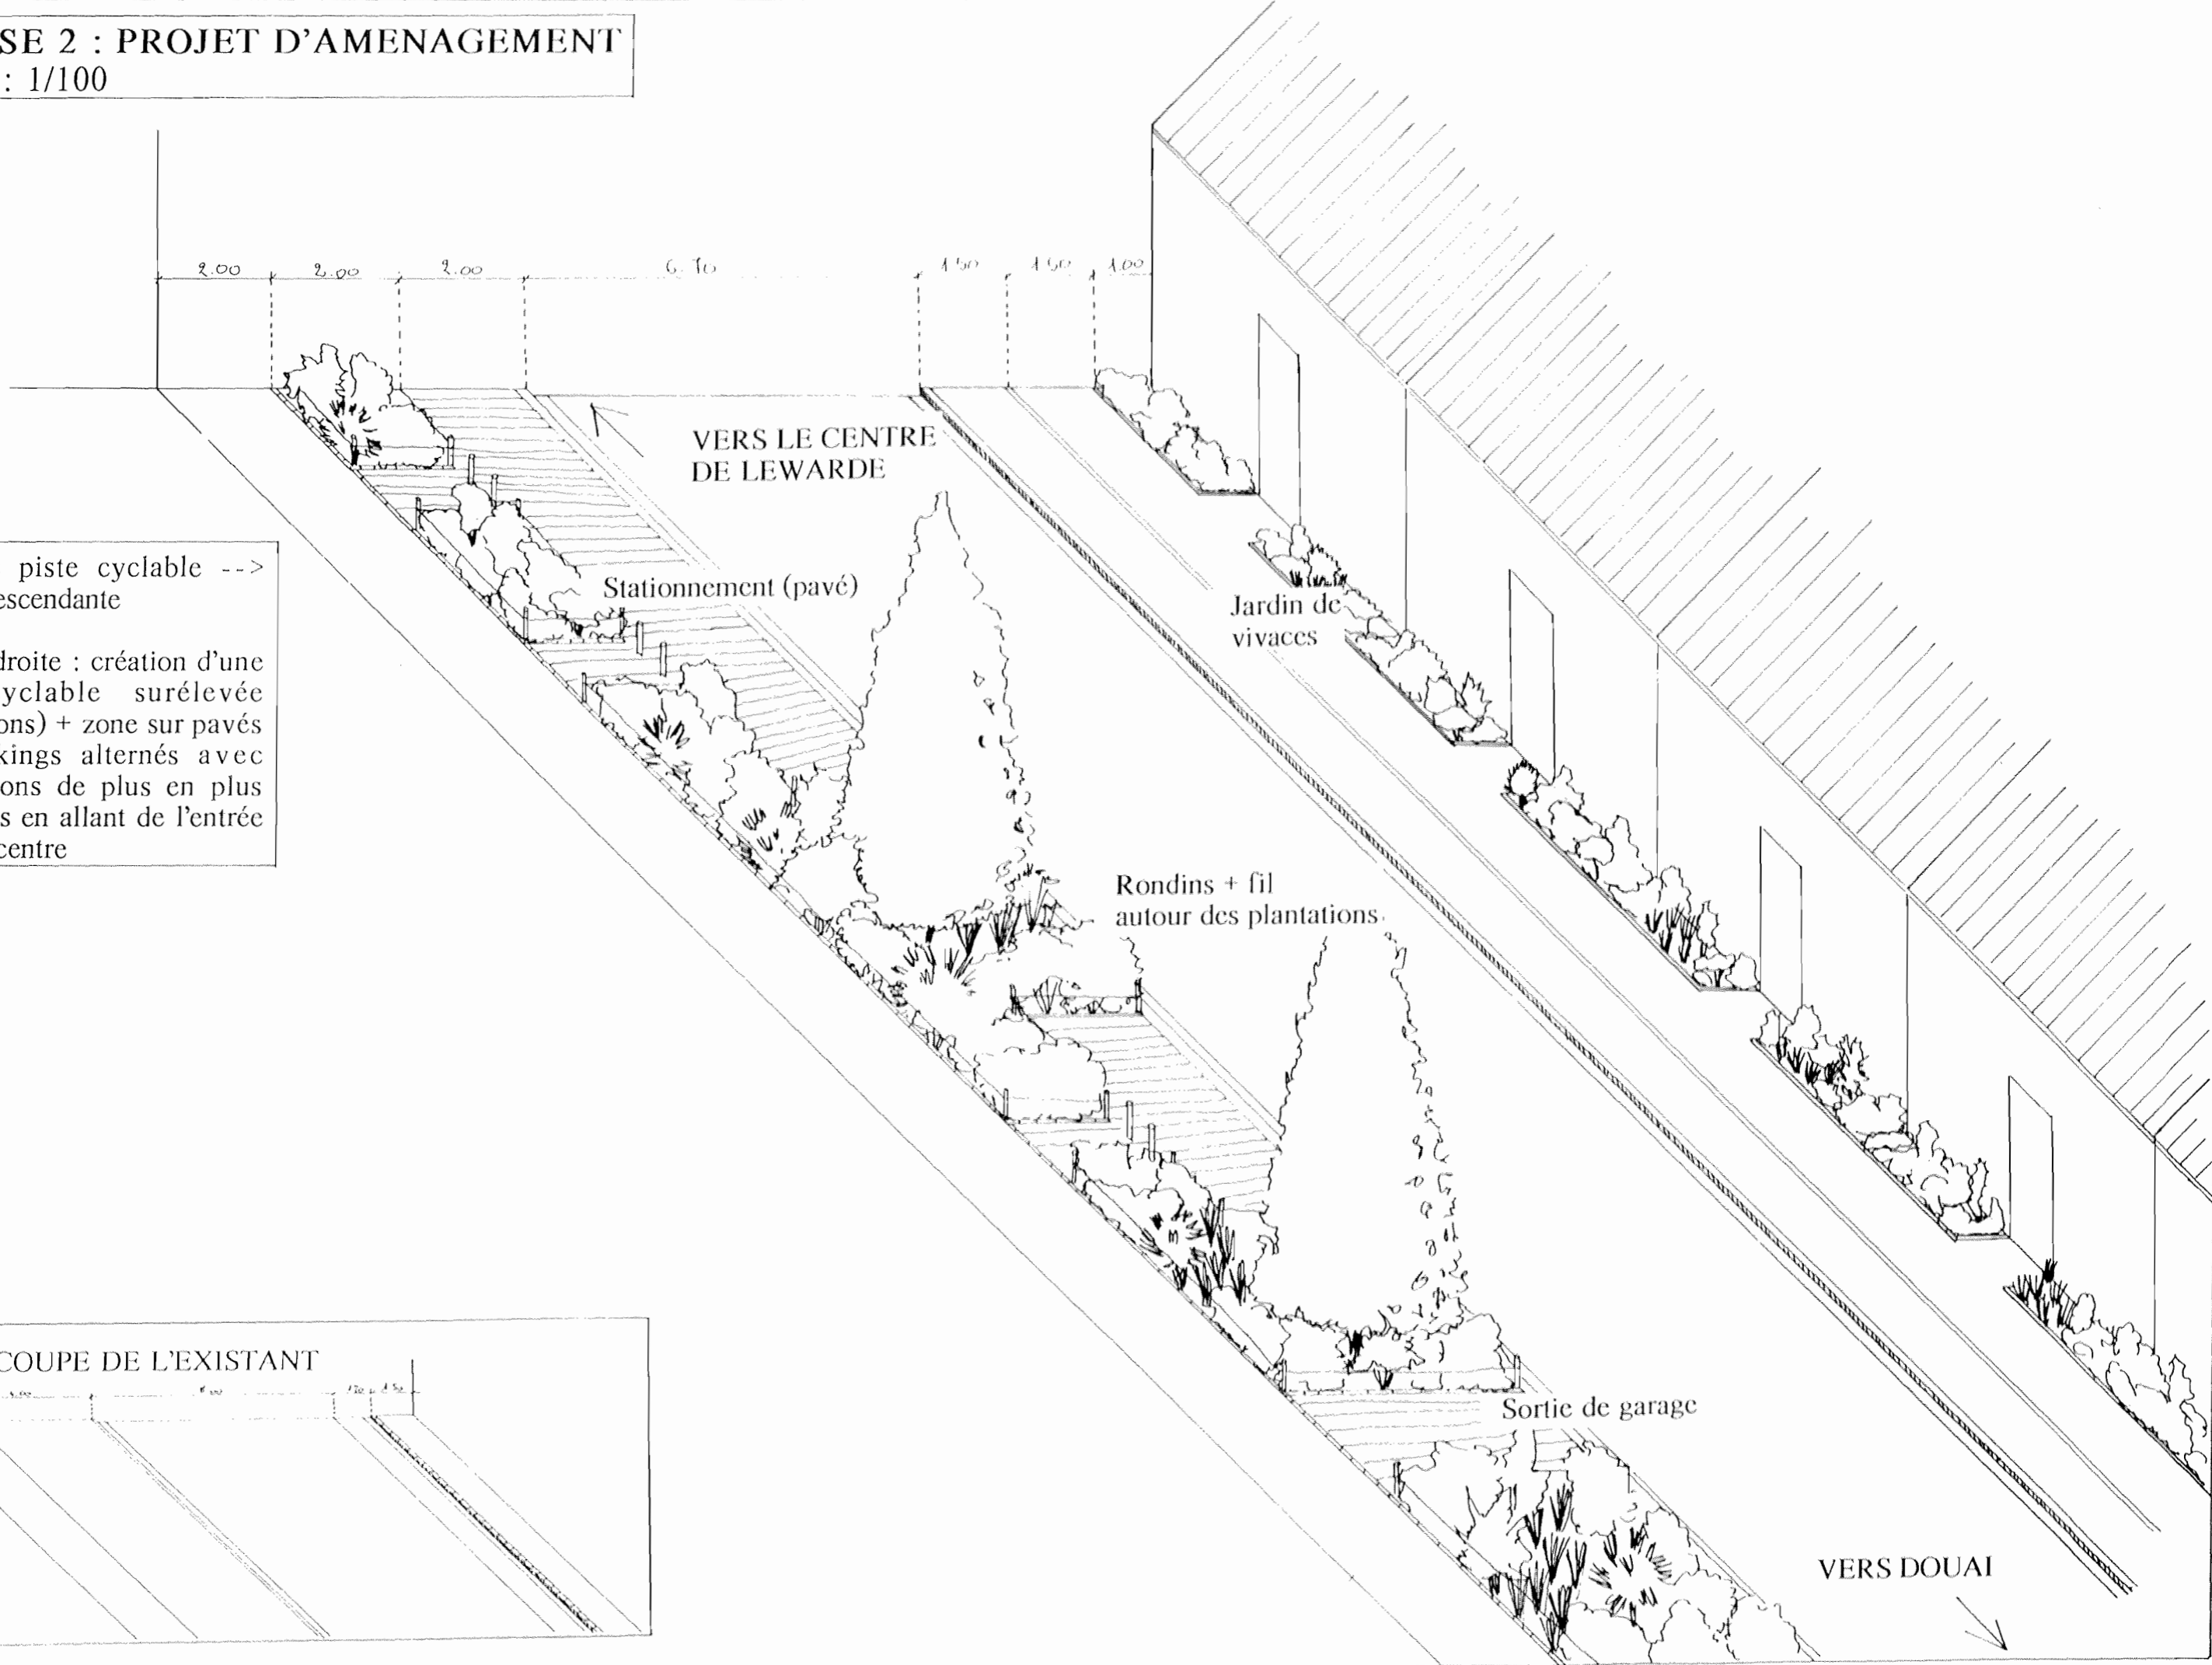 SE 2 : PROJET D'AMENAGEMENT
: 1/100
2.00 2.00 2.00 6.70 1.50 1.50 1.00
VERS LE CENTRE
DE LEWARDE
piste cyclable -->
escendante
droite : création d'une
yclable surélevée
ons) + zone sur pavés
kings alternés avec
ons de plus en plus
s en allant de l'entrée
centre
Stationnement (pavé)
Jardin de
vivaces
Rondins + fil
autour des plantations
Sortie de garage
VERS DOUAI
COUPE DE L'EXISTANT
1.50